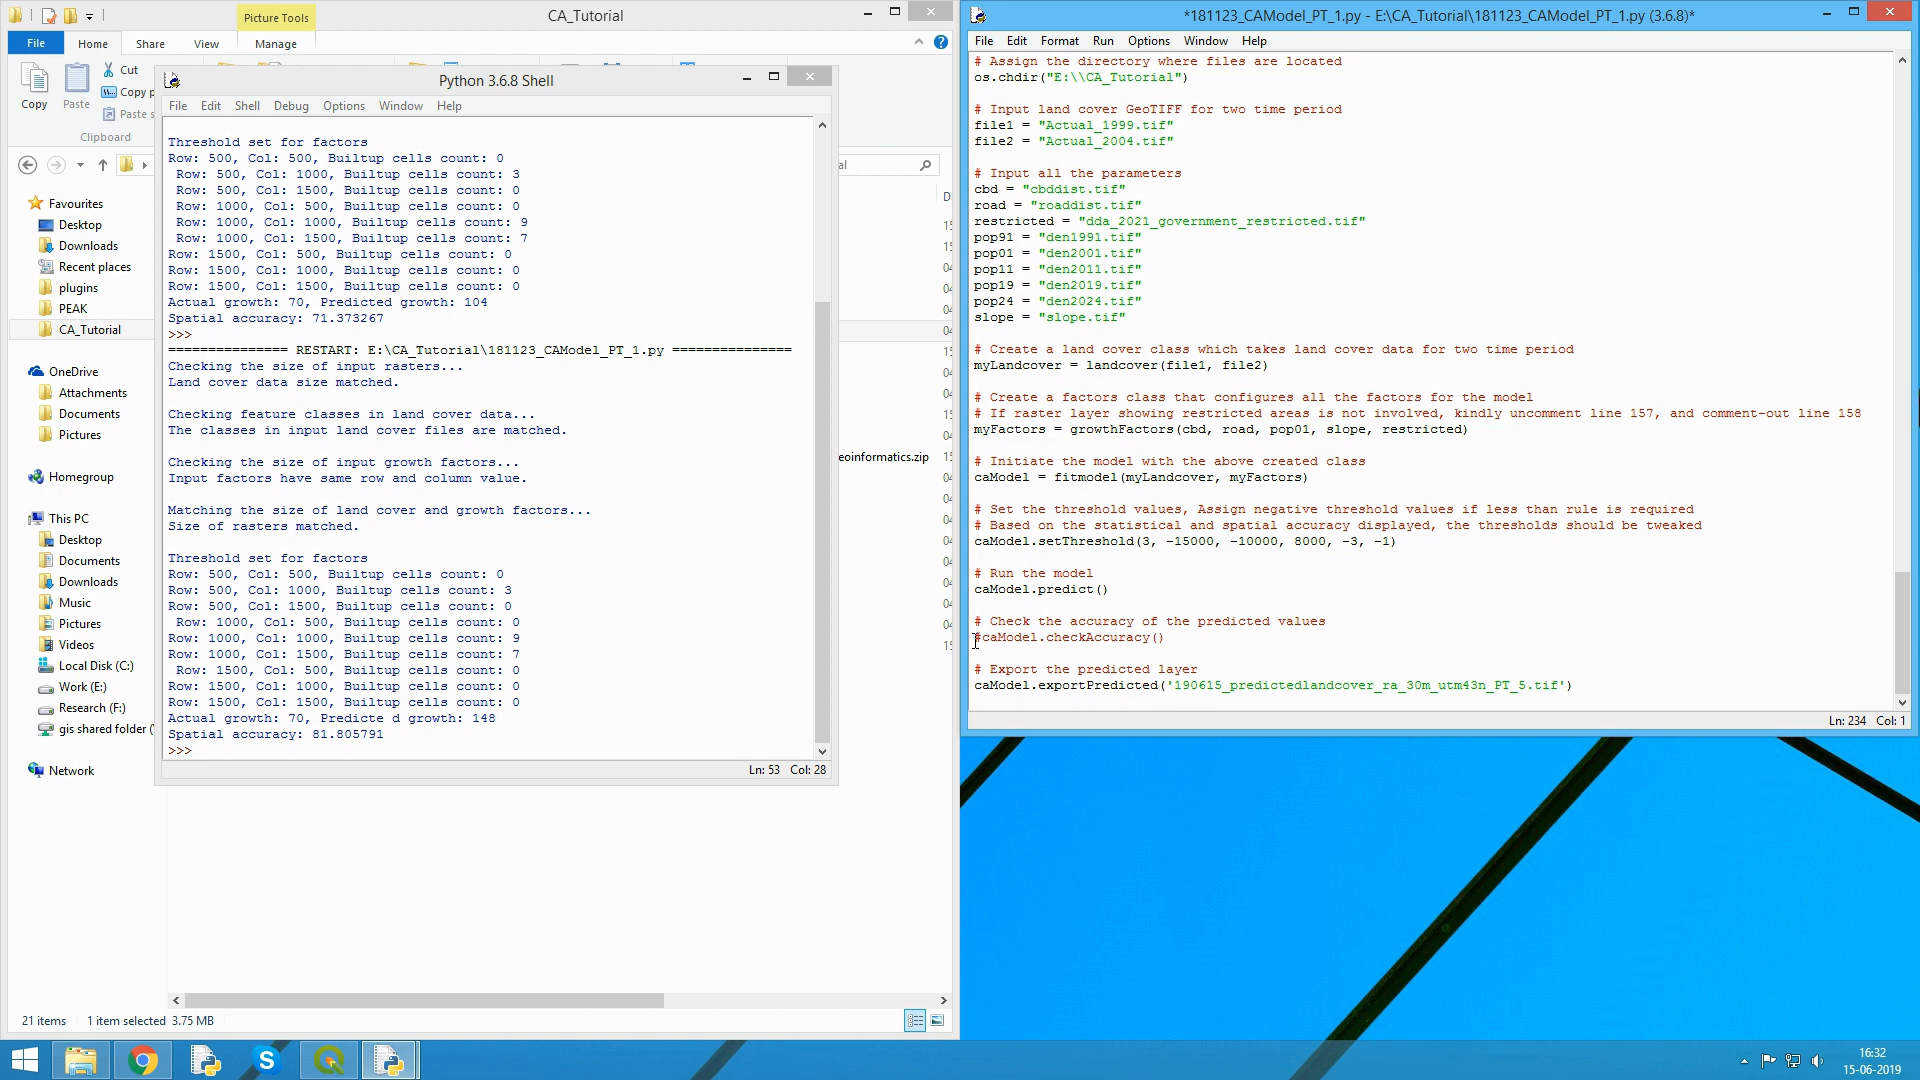 Picture Tools
CA_Tutorial
File
Home
Share
View
Manage
Copy
Paste
Cut
Copy p
Paste s
Clipboard
Favourites
Desktop
Downloads
Recent places
plugins
PEAK
CA_Tutorial
OneDrive
Attachments
Documents
Pictures
Homegroup
This PC
Desktop
Documents
Downloads
Music
Pictures
Videos
Local Disk (C:)
Work (E:)
Research (F:)
gis shared folder (
Network
eoinformatics.zip
21 items
1 item selected 3.75 MB
Python 3.6.8 Shell
File Edit Shell Debug Options Window Help
Threshold set for factors
Row: 500, Col: 500, Builtup cells count: 0
Row: 500, Col: 1000, Builtup cells count: 3
Row: 500, Col: 1500, Builtup cells count: 0
Row: 1000, Col: 500, Builtup cells count: 0
Row: 1000, Col: 1000, Builtup cells count: 9
Row: 1000, Col: 1500, Builtup cells count: 7
Row: 1500, Col: 500, Builtup cells count: 0
Row: 1500, Col: 1000, Builtup cells count: 0
Row: 1500, Col: 1500, Builtup cells count: 0
Actual growth: 70, Predicted growth: 104
Spatial accuracy: 71.373267
>>>
=============== RESTART: E:\CA_Tutorial\181123_CAModel_PT_1.py ===============
Checking the size of input rasters...
Land cover data size matched.
Checking feature classes in land cover data...
The classes in input land cover files are matched.
Checking the size of input growth factors...
Input factors have same row and column value.
Matching the size of land cover and growth factors...
Size of rasters matched.
Threshold set for factors
Row: 500, Col: 500, Builtup cells count: 0
Row: 500, Col: 1000, Builtup cells count: 3
Row: 500, Col: 1500, Builtup cells count: 0
Row: 1000, Col: 500, Builtup cells count: 0
Row: 1000, Col: 1000, Builtup cells count: 9
Row: 1000, Col: 1500, Builtup cells count: 7
Row: 1500, Col: 500, Builtup cells count: 0
Row: 1500, Col: 1000, Builtup cells count: 0
Row: 1500, Col: 1500, Builtup cells count: 0
Actual growth: 70, Predicte d growth: 148
Spatial accuracy: 81.805791
>>>
Ln: 53 Col: 28
*181123_CAModel_PT_1.py - E:\CA_Tutorial\181123_CAModel_PT_1.py (3.6.8)*
File Edit Format Run Options Window Help
# Assign the directory where files are located
os.chdir("E:\\CA_Tutorial")
# Input land cover GeoTIFF for two time period
file1 = "Actual_1999.tif"
file2 = "Actual_2004.tif"
# Input all the parameters
cbd = "cbddist.tif"
road = "roaddist.tif"
restricted = "dda_2021_government_restricted.tif"
pop91 = "den1991.tif"
pop01 = "den2001.tif"
pop11 = "den2011.tif"
pop19 = "den2019.tif"
pop24 = "den2024.tif"
slope = "slope.tif"
# Create a land cover class which takes land cover data for two time period
myLandcover = landcover(file1, file2)
# Create a factors class that configures all the factors for the model
# If raster layer showing restricted areas is not involved, kindly uncomment line 157, and comment-out line 158
myFactors = growthFactors(cbd, road, pop01, slope, restricted)
# Initiate the model with the above created class
caModel = fitmodel(myLandcover, myFactors)
# Set the threshold values, Assign negative threshold values if less than rule is required
# Based on the statistical and spatial accuracy displayed, the thresholds should be tweaked
caModel.setThreshold(3, -15000, -10000, 8000, -3, -1)
# Run the model
caModel.predict()
# Check the accuracy of the predicted values
#caModel.checkAccuracy()
# Export the predicted layer
caModel.exportPredicted('190615_predictedlandcover_ra_30m_utm43n_PT_5.tif')
Ln: 234 Col: 1
16:32
15-06-2019